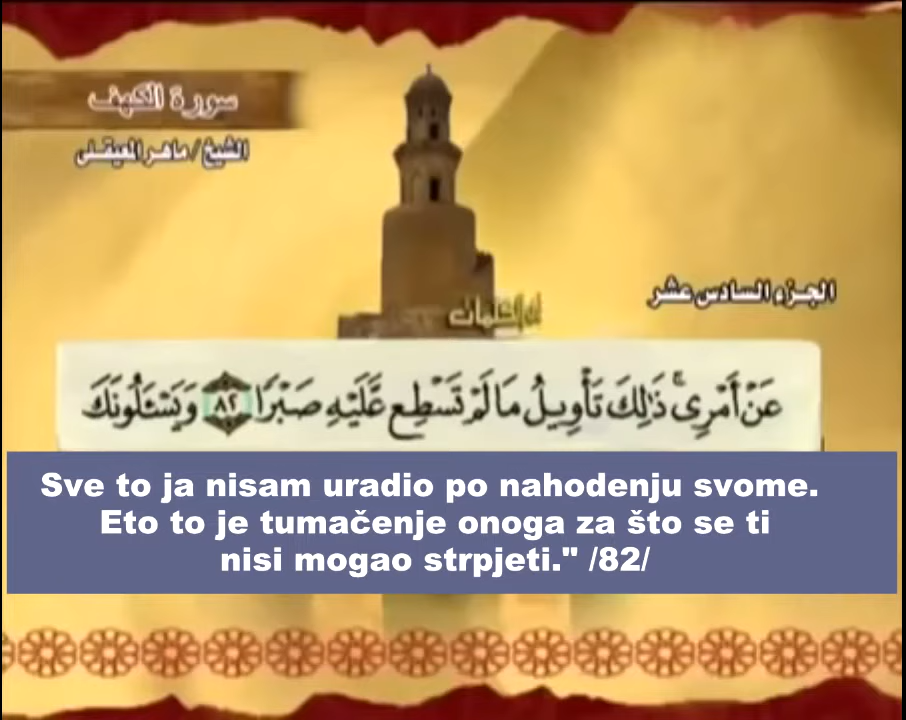 سورة الكهف
الشيخ / ماهر المعيقلي
الجزء السادس عشر
عَنْ أَمْرِى ۚ ذَٰلِكَ تَأْوِيلُ مَا لَمْ تَسْطِع عَّلَيْهِ صَبْرًا ٨٢ وَيَسْـَٔلُونَكَ
Sve to ja nisam uradio po nahodenju svome.
Eto to je tumačenje onoga za što se ti
nisi mogao strpjeti." /82/